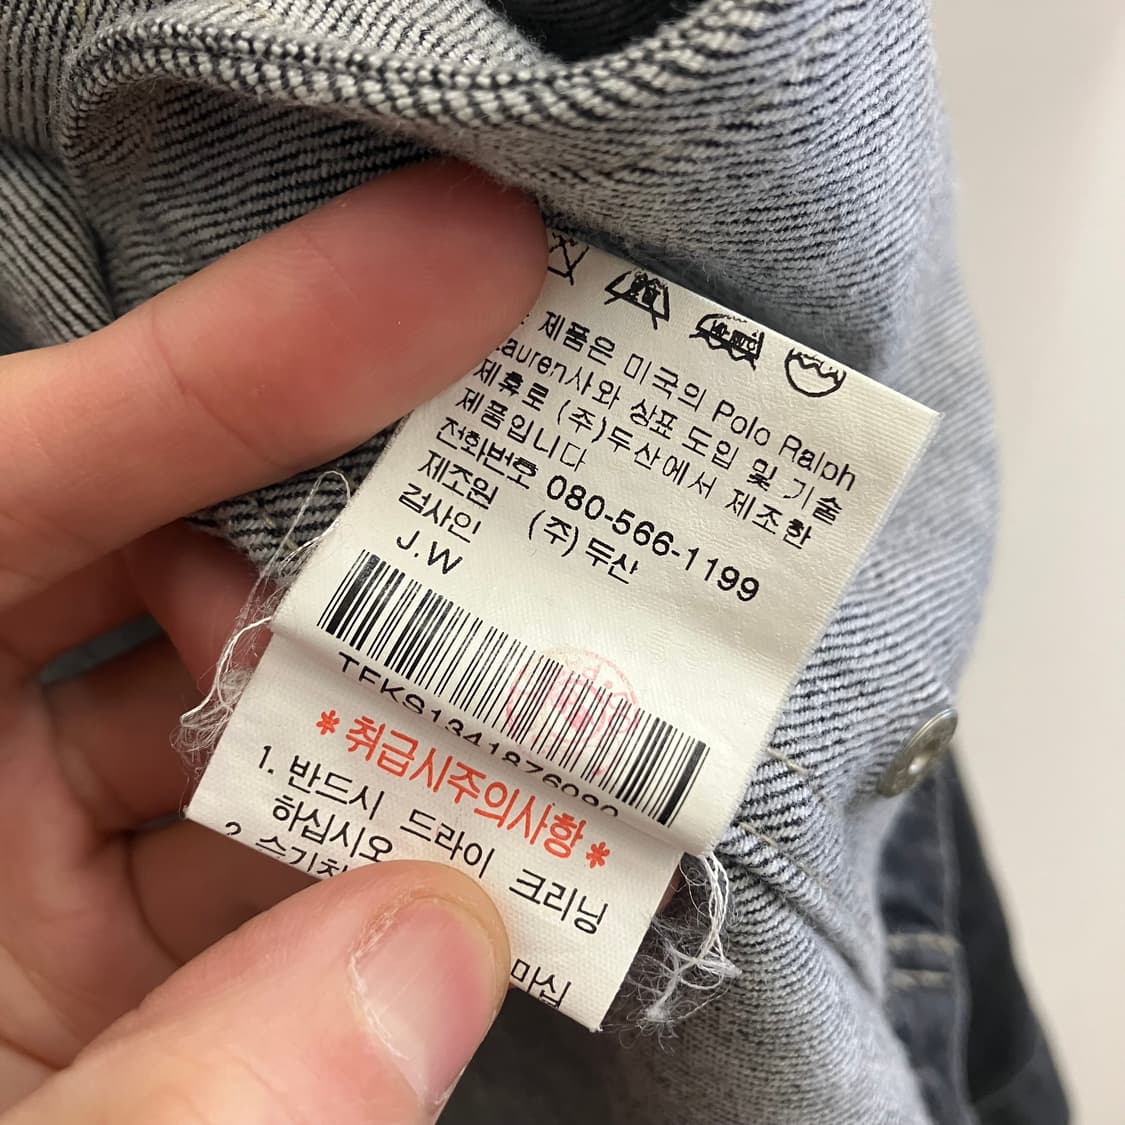 제품은 미국의 Polo Ralph
Lauren사와 상표 도입 및 기술
제휴로 (주)두산에서 제조한
제품입니다
전화번호 080-566-1199
제조원 (주)두산
검사인
J.W
* 취급시주의사항 *
1. 반드시 드라이 크리닝
하십시오
2.
마십